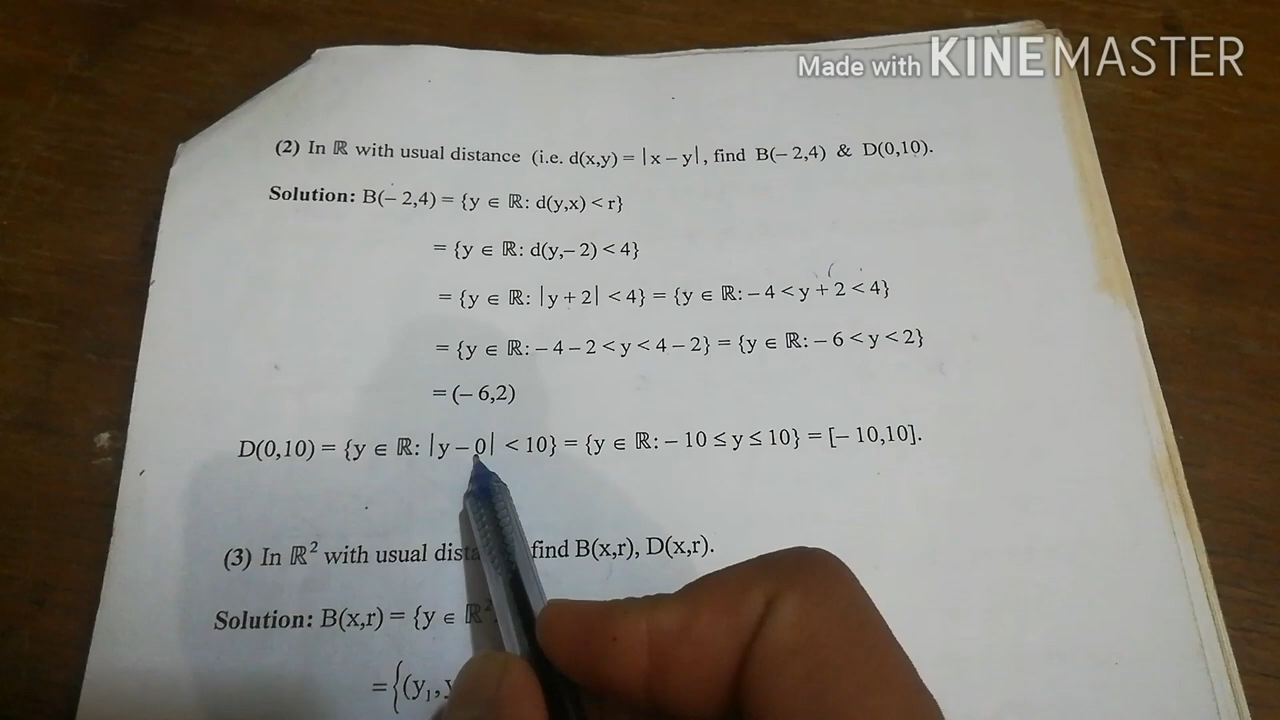 Made with KINEMASTER
(2) In ℝ with usual distance (i.e. d(x,y) = |x – y|, find B(– 2,4) & D(0,10).
Solution: B(– 2,4) = {y ∈ ℝ: d(y,x) < r}
= {y ∈ ℝ: d(y,– 2) < 4}
= {y ∈ ℝ: |y + 2| < 4} = {y ∈ ℝ: – 4 < y + 2 < 4}
= {y ∈ ℝ: – 4 – 2 < y < 4 – 2} = {y ∈ ℝ: – 6 < y < 2}
= (– 6,2)
D(0,10) = {y ∈ ℝ: |y – 0| < 10} = {y ∈ ℝ: – 10 ≤ y ≤ 10} = [– 10,10].
(3) In ℝ² with usual find B(x,r), D(x,r).
Solution: B(x,r) = {y ∈ ℝ²
= {(y₁,